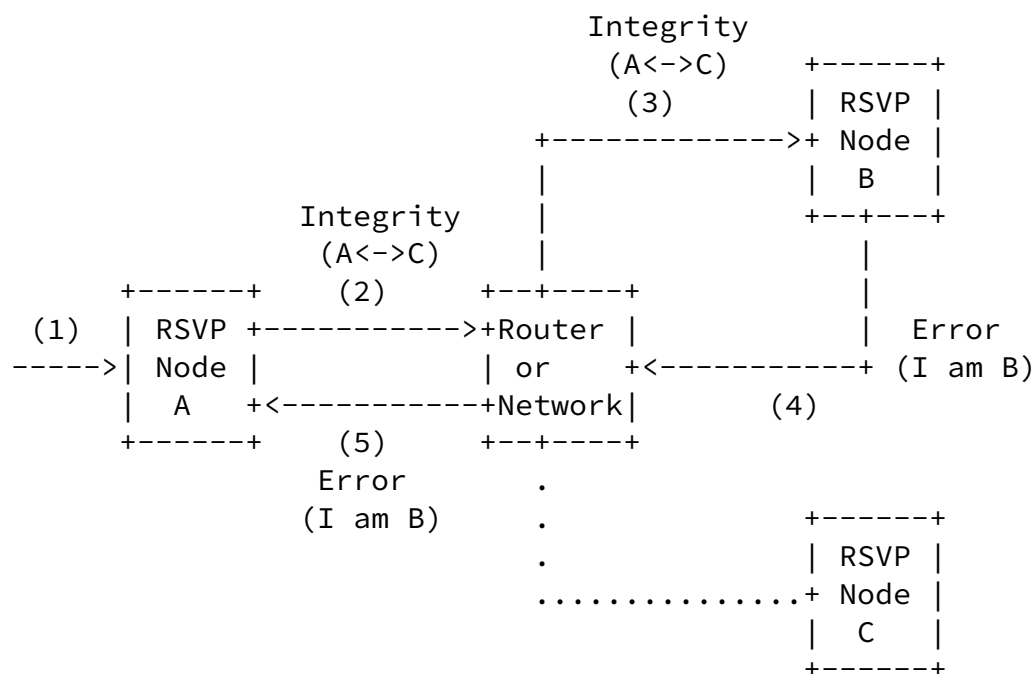 Integrity
                                      (A<->C)    +------+
                                       (3)       | RSVP |
                                 +-------------->+ Node |
                                 |               |  B   |
                  Integrity      |               +--+---+
                   (A<->C)       |                  |
       +------+     (2)      +--+----+              |
  (1)  | RSVP +------------->+Router |              |  Error
 ----->| Node |              | or    +<------------+ (I am B)
       |  A   +<-------------+Network|       (4)
       +------+     (5)      +--+----+
                   Error         .
                  (I am B)       .               +------+
                                 .               | RSVP |
                                 ................+ Node |
                                                 |  C   |
                                                 +------+